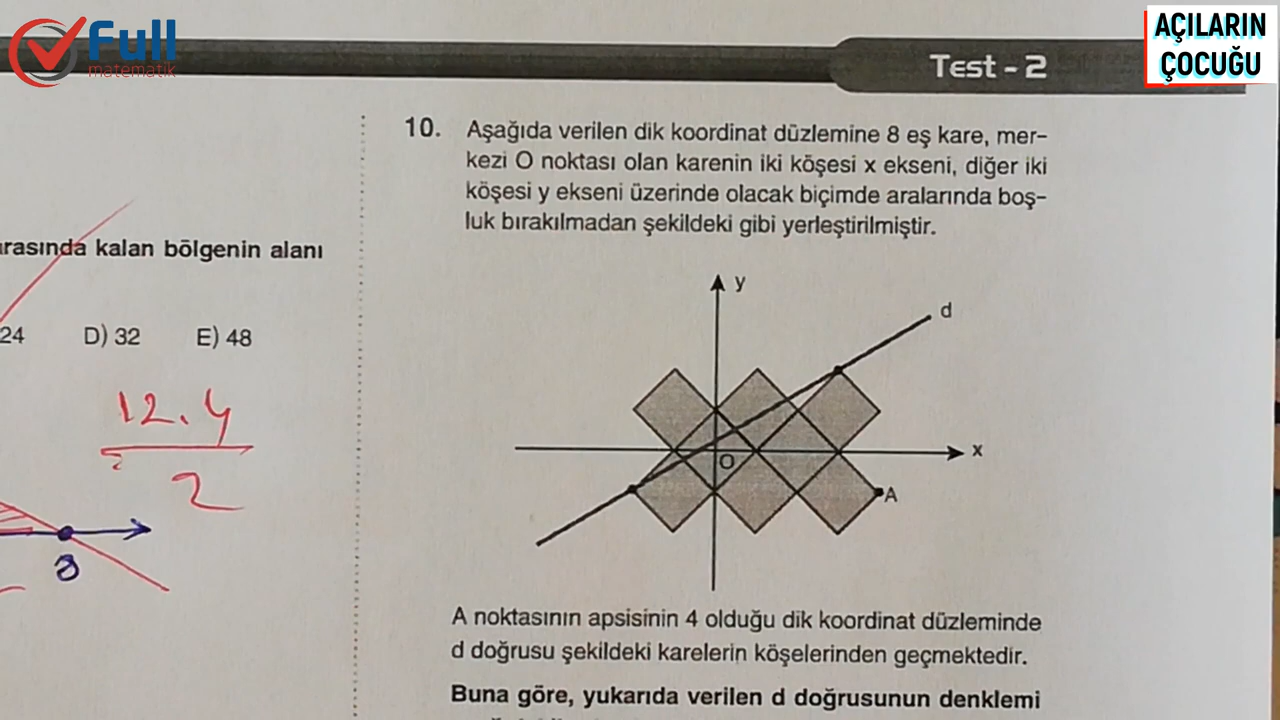 Full
matematik
AÇILARIN
ÇOCUĞU
Test - 2
arasında kalan bölgenin alanı
24 D) 32 E) 48
12.4
2
3
10. Aşağıda verilen dik koordinat düzlemine 8 eş kare, mer-
kezi O noktası olan karenin iki köşesi x ekseni, diğer iki
köşesi y ekseni üzerinde olacak biçimde aralarında boş-
luk bırakılmadan şekildeki gibi yerleştirilmiştir.
y
d
x
O
A
A noktasının apsisinin 4 olduğu dik koordinat düzleminde
d doğrusu şekildeki karelerin köşelerinden geçmektedir.
Buna göre, yukarıda verilen d doğrusunun denklemi